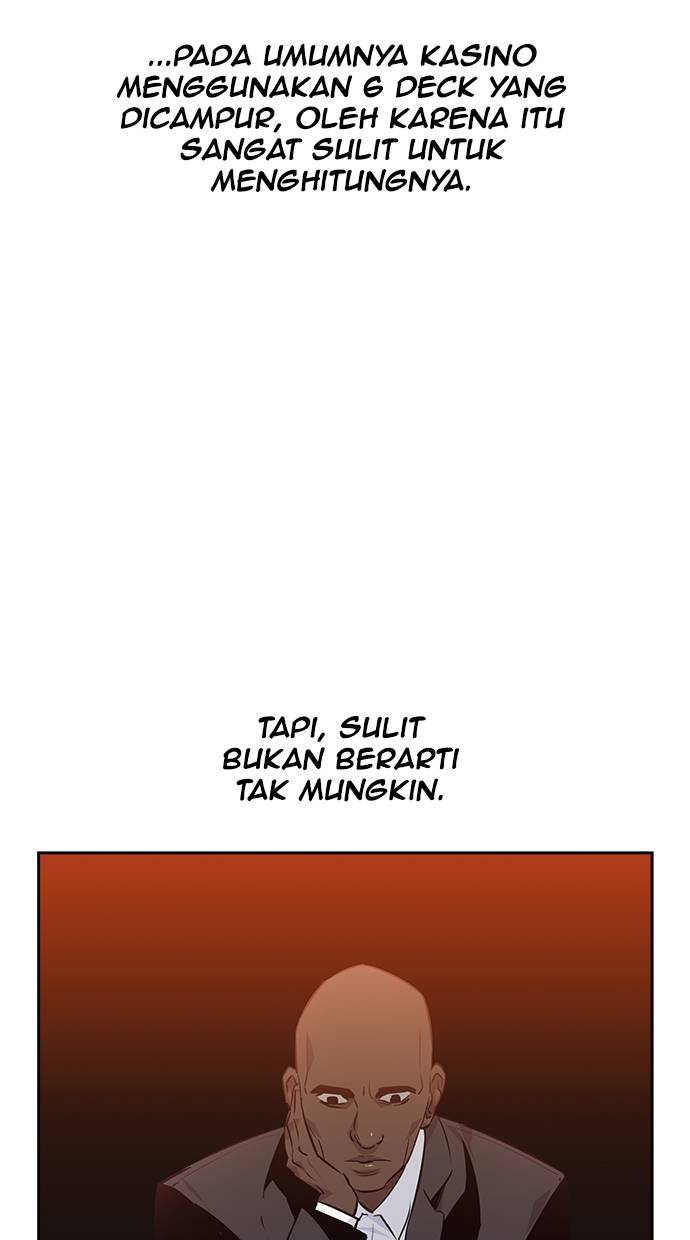 ...PADA UMUMNYA KASINO
MENGGUNAKAN 6 DECK YANG
DICAMPUR, OLEH KARENA ITU
SANGAT SULIT UNTUK
MENGHITUNGNYA.
TAPI, SULIT
BUKAN BERARTI
TAK MUNGKIN.